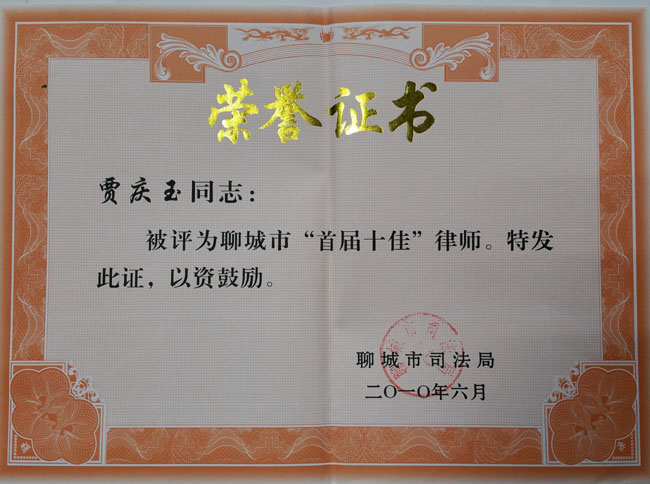 荣誉证书
贾庆玉同志：
被评为聊城市“首届十佳”律师。特发
此证，以资鼓励。
聊城市司法局
二〇一〇年六月